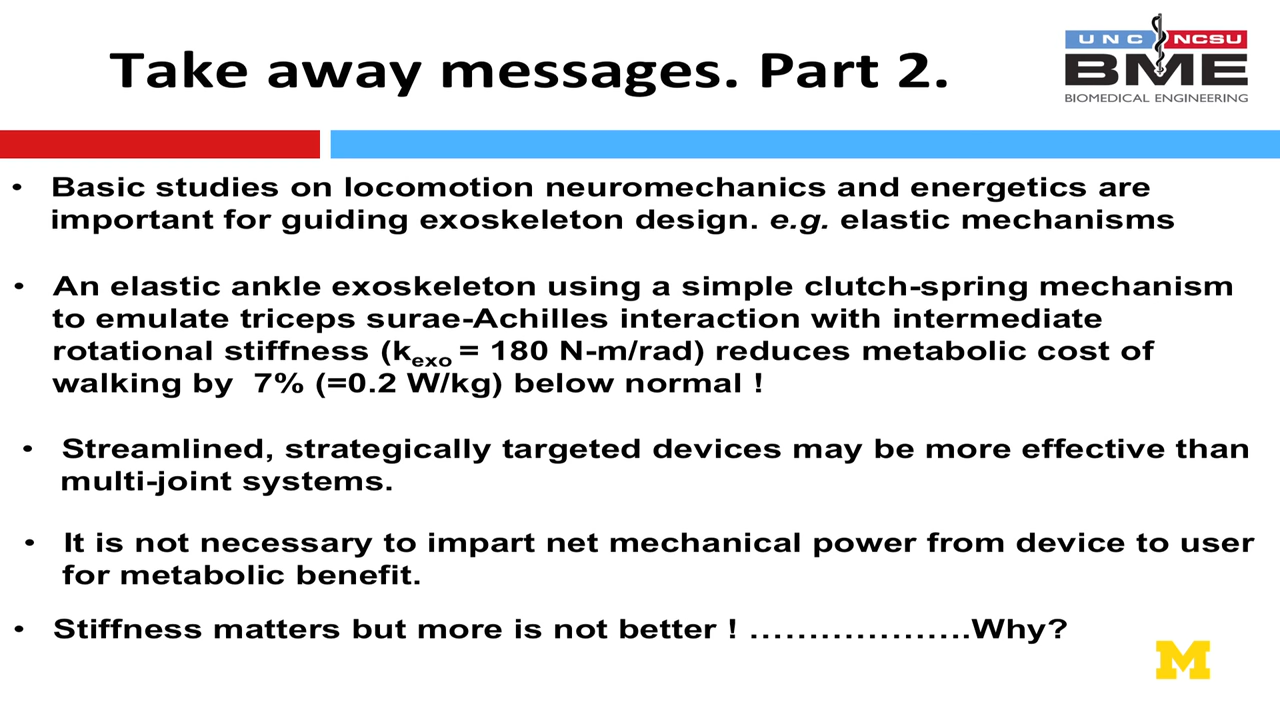 Take away messages. Part 2.
UNC NCSU
BME
BIOMEDICAL ENGINEERING
• Basic studies on locomotion neuromechanics and energetics are
important for guiding exoskeleton design. e.g. elastic mechanisms
• An elastic ankle exoskeleton using a simple clutch-spring mechanism
to emulate triceps surae-Achilles interaction with intermediate
rotational stiffness (kexo = 180 N-m/rad) reduces metabolic cost of
walking by 7% (=0.2 W/kg) below normal !
• Streamlined, strategically targeted devices may be more effective than
multi-joint systems.
• It is not necessary to impart net mechanical power from device to user
for metabolic benefit.
• Stiffness matters but more is not better ! ………………..Why?
M